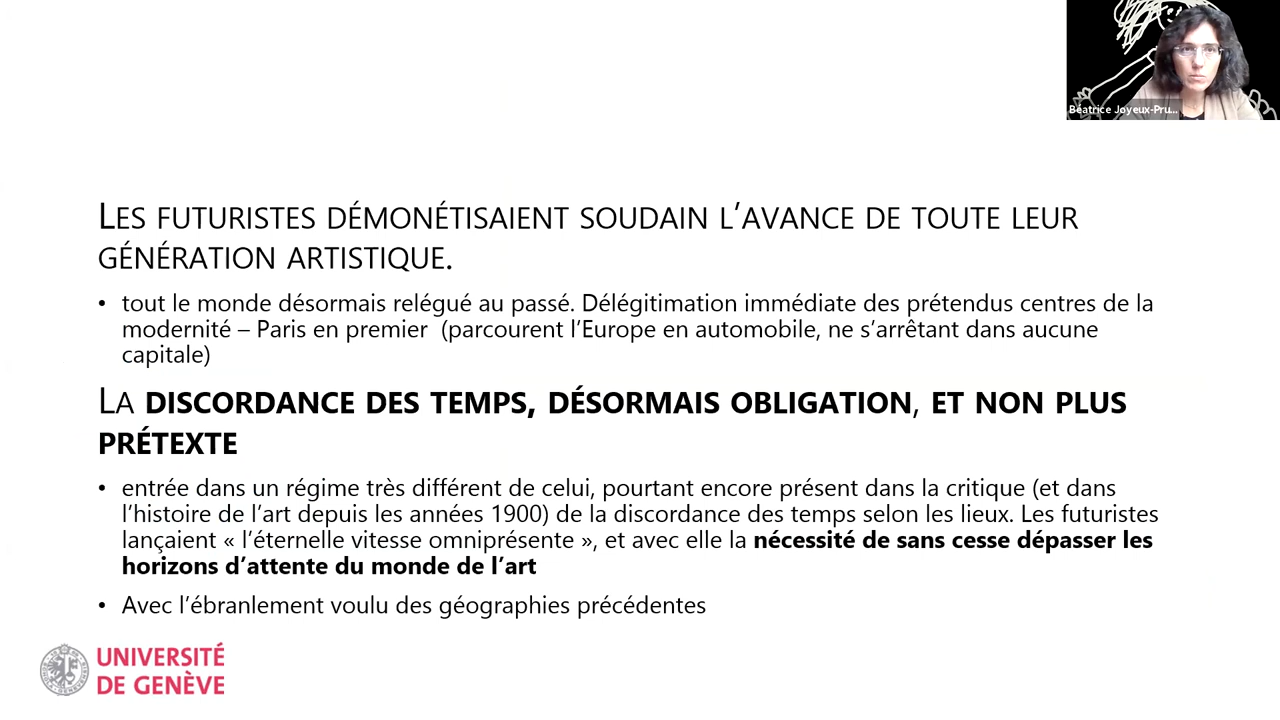 Béatrice Joyeux-Pru...
LES FUTURISTES DÉMONÉTISAIENT SOUDAIN L’AVANCE DE TOUTE LEUR
GÉNÉRATION ARTISTIQUE.
• tout le monde désormais relégué au passé. Délégitimation immédiate des prétendus centres de la
modernité – Paris en premier (parcourent l’Europe en automobile, ne s’arrêtant dans aucune
capitale)
LA DISCORDANCE DES TEMPS, DÉSORMAIS OBLIGATION, ET NON PLUS
PRÉTEXTE
• entrée dans un régime très différent de celui, pourtant encore présent dans la critique (et dans
l’histoire de l’art depuis les années 1900) de la discordance des temps selon les lieux. Les futuristes
lançaient « l’éternelle vitesse omniprésente », et avec elle la nécessité de sans cesse dépasser les
horizons d’attente du monde de l’art
• Avec l’ébranlement voulu des géographies précédentes
UNIVERSITÉ
DE GENÈVE